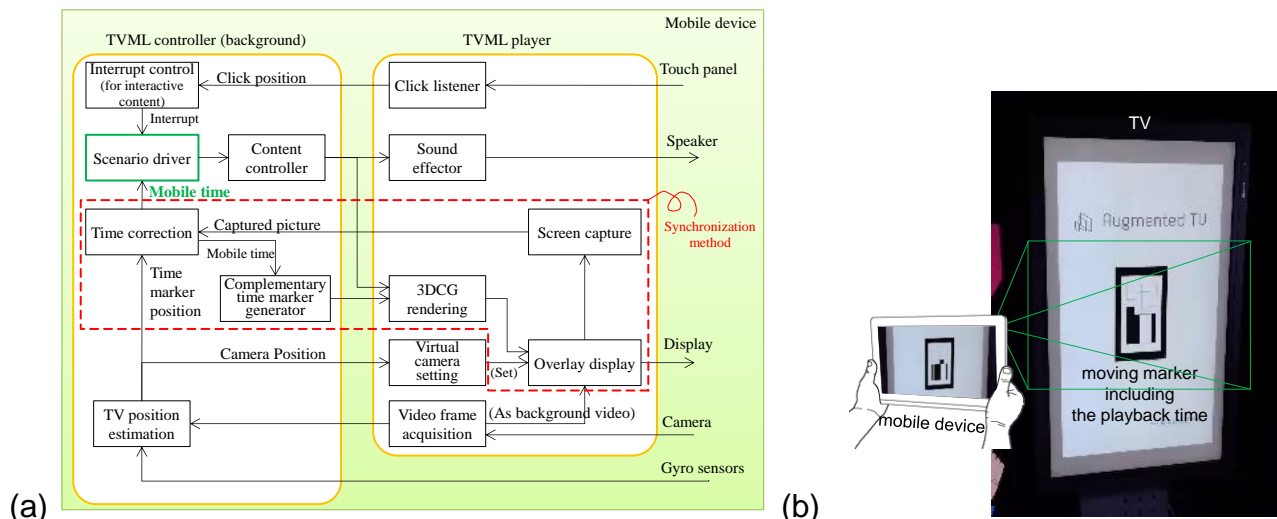 Mobile device
TVML controller (background)
TVML player
Interrupt control
(for interactive
content)
Click position
Click listener
Touch panel
Interrupt
Scenario driver
Content
controller
Sound
effector
Speaker
Mobile time
Time correction
Captured picture
Screen capture
Synchronization
method
Mobile time
Time
marker
position
Complementary
time marker
generator
3DCG
rendering
Camera Position
Virtual
camera
setting
(Set)
Overlay display
Display
TV position
estimation
Video frame
acquisition
(As background video)
Camera
Gyro sensors
(a)
TV
Augmented TV
moving marker
including
the playback time
mobile device
(b)